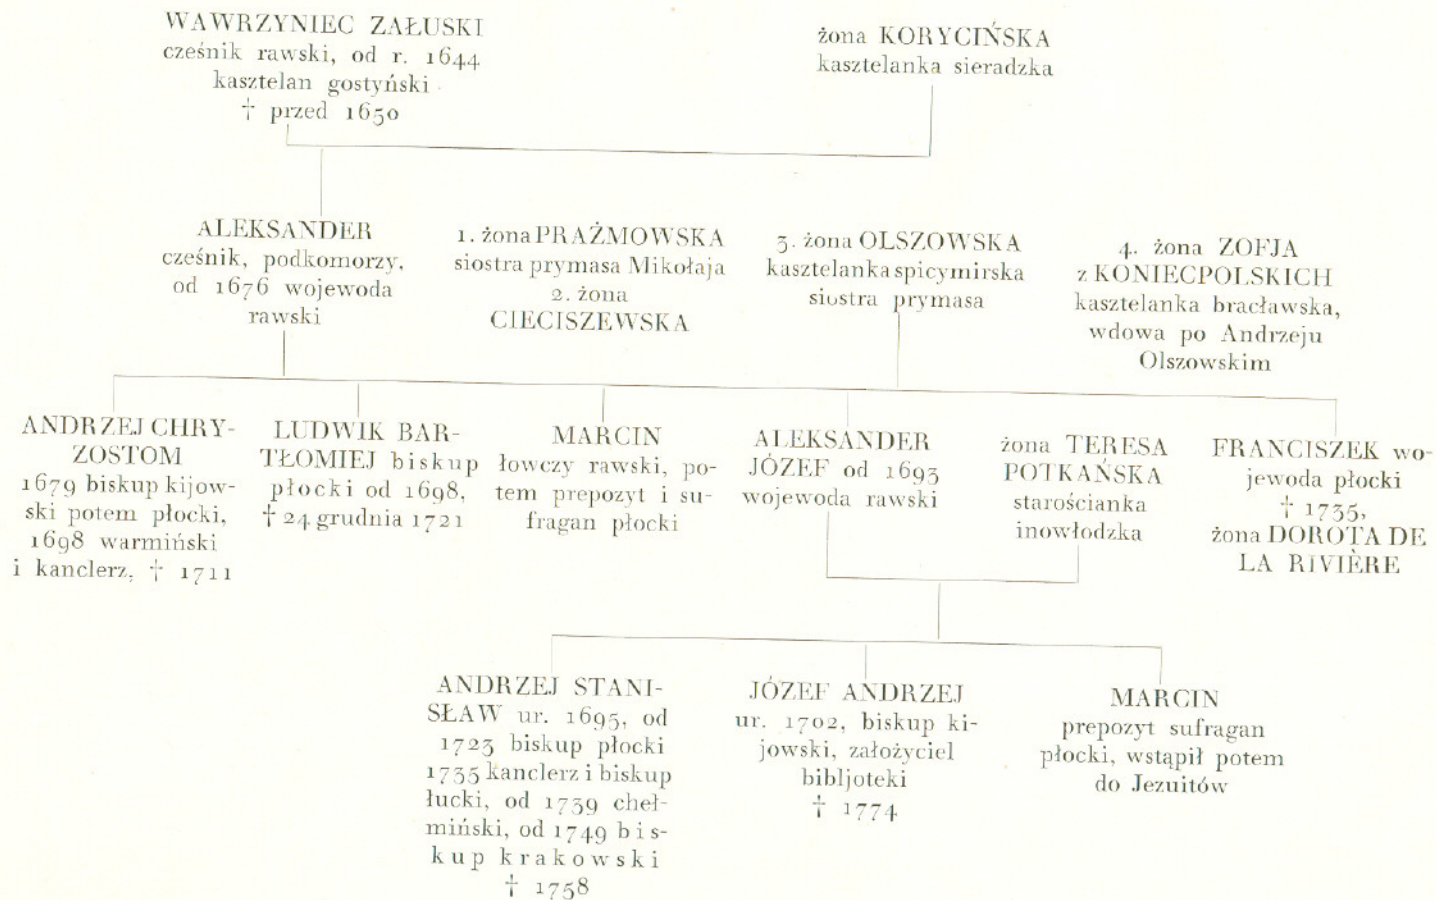 WAWRZYNIEC ZAŁUSKI
cześnik rawski, od r. 1644
kasztelan gostyński
† przed 1650
żona KORYCIŃSKA
kasztelanka sieradzka
ALEKSANDER
cześnik, podkomorzy,
od 1676 wojewoda
rawski
1. żona PRAŻMOWSKA
siostra prymasa Mikołaja
2. żona
CIECISZEWSKA
3. żona OLSZOWSKA
kasztelanka spicymirska
siostra prymasa
4. żona ZOFJA
z KONIECPOLSKICH
kasztelanka bracławska,
wdowa po Andrzeju
Olszowskim
ANDRZEJ CHRY-
ZOSTOM
1679 biskup kijow-
ski potem płocki,
1698 warmiński
i kanclerz, † 1711
LUDWIK BAR-
TŁOMIEJ biskup
płocki od 1698,
† 24 grudnia 1721
MARCIN
łowczy rawski, po-
tem prepozyt i su-
fragan płocki
ALEKSANDER
JÓZEF od 1693
wojewoda rawski
żona TERESA
POTKAŃSKA
starościanka
inowłodzka
FRANCISZEK wo-
jewoda płocki
† 1735,
żona DOROTA DE
LA RIVIÈRE
ANDRZEJ STANI-
SŁAW ur. 1695, od
1723 biskup płocki
1735 kanclerz i biskup
łucki, od 1739 cheł-
miński, od 1749 bis-
kup krakowski
† 1758
JÓZEF ANDRZEJ
ur. 1702, biskup ki-
jowski, założyciel
bibljoteki
† 1774
MARCIN
prepozyt sufragan
płocki, wstąpił potem
do Jezuitów